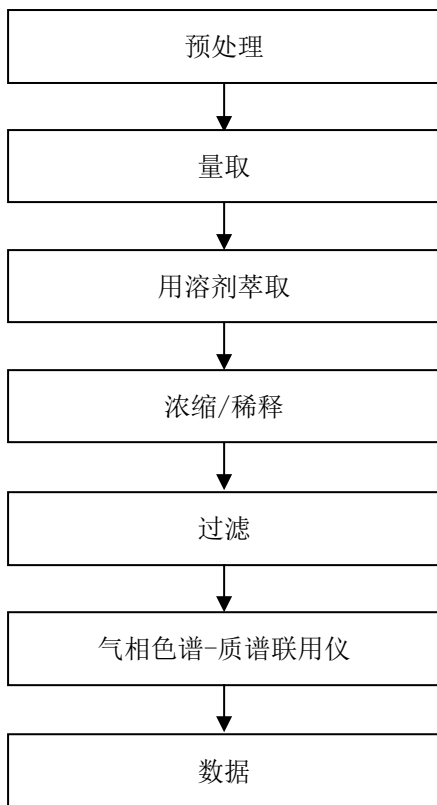 预处理
量取
用溶剂萃取
浓缩/稀释
过滤
气相色谱-质谱联用仪
数据